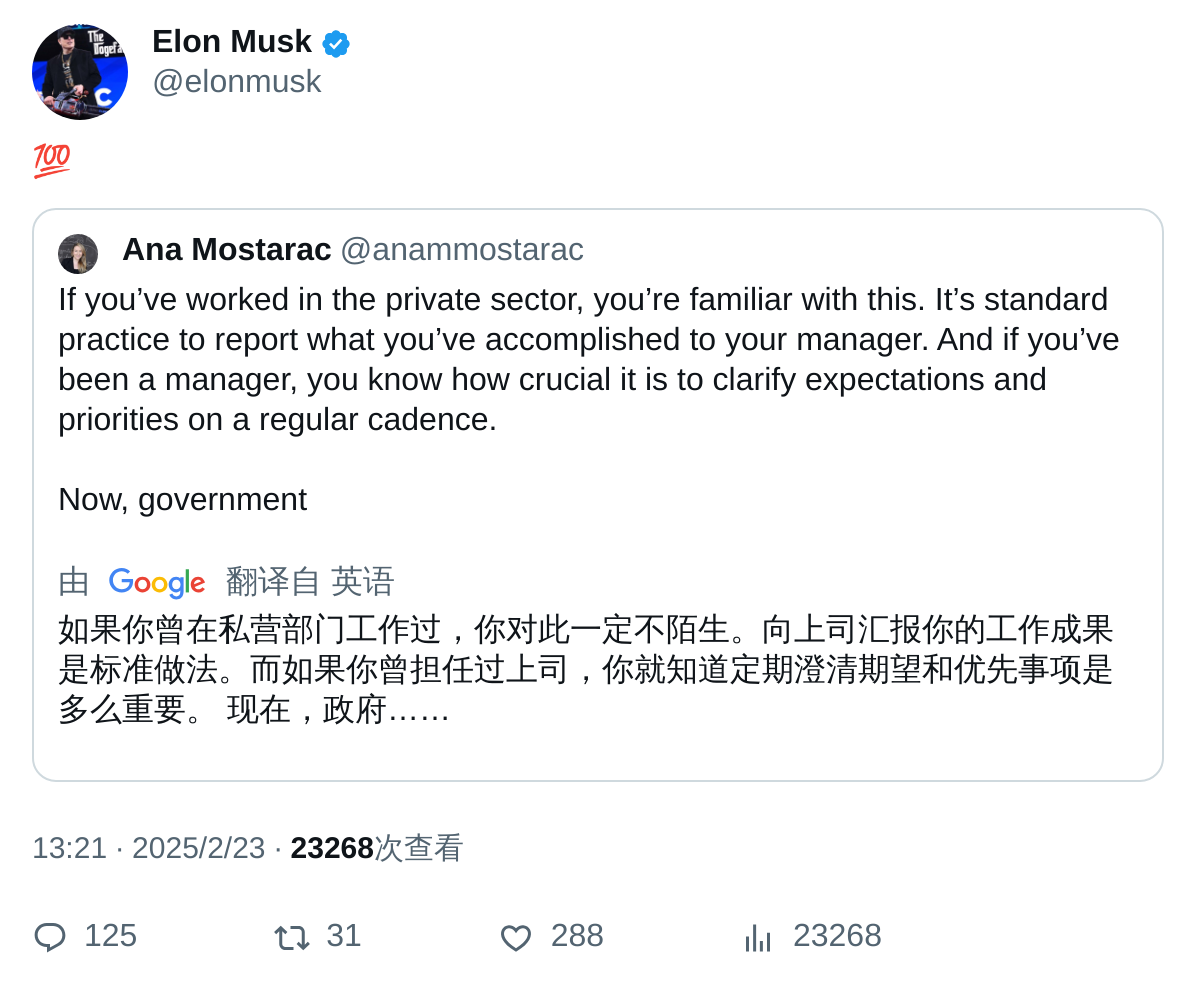 The
Dogefa
Elon Musk
@elonmusk
💯
Ana Mostarac @anammostarac
If you’ve worked in the private sector, you’re familiar with this. It’s standard
practice to report what you’ve accomplished to your manager. And if you’ve
been a manager, you know how crucial it is to clarify expectations and
priorities on a regular cadence.
Now, government
由 Google 翻译自 英语
如果你曾在私营部门工作过，你对此一定不陌生。向上司汇报你的工作成果
是标准做法。而如果你曾担任过上司，你就知道定期澄清期望和优先事项是
多么重要。 现在，政府……
13:21 · 2025/2/23 · 23268次查看
125 31 288 23268